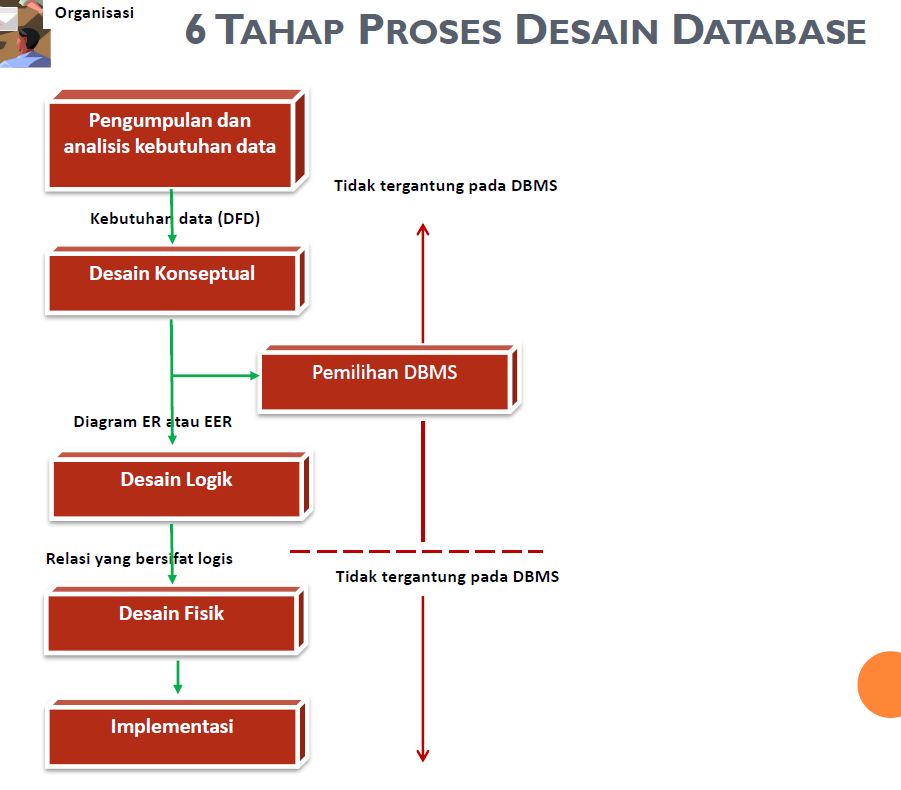 Organisasi
6 TAHAP PROSES DESAIN DATABASE
Pengumpulan dan
analisis kebutuhan data
Tidak tergantung pada DBMS
Kebutuhan data (DFD)
Desain Konseptual
Pemilihan DBMS
Diagram ER atau EER
Desain Logik
Relasi yang bersifat logis
Tidak tergantung pada DBMS
Desain Fisik
Implementasi